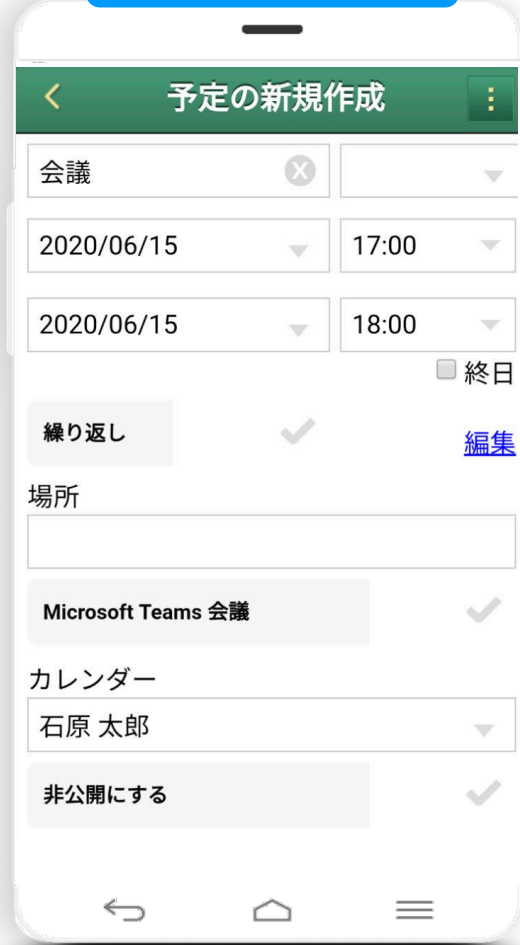 予定の新規作成
会議
2020/06/15 17:00
2020/06/15 18:00
終日
繰り返し 編集
場所
Microsoft Teams 会議
カレンダー
石原 太郎
非公開にする